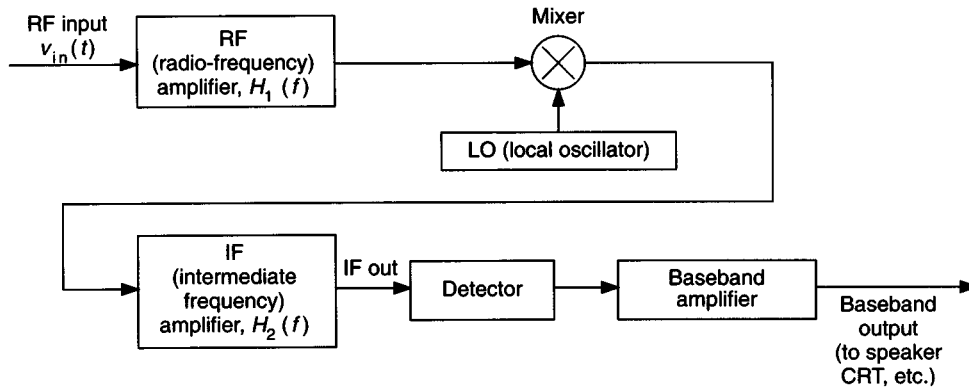 RF input
v_in(t)
RF
(radio-frequency)
amplifier, H_1 (f)
Mixer
LO (local oscillator)
IF
(intermediate
frequency)
amplifier, H_2 (f)
IF out
Detector
Baseband
amplifier
Baseband
output
(to speaker
CRT, etc.)